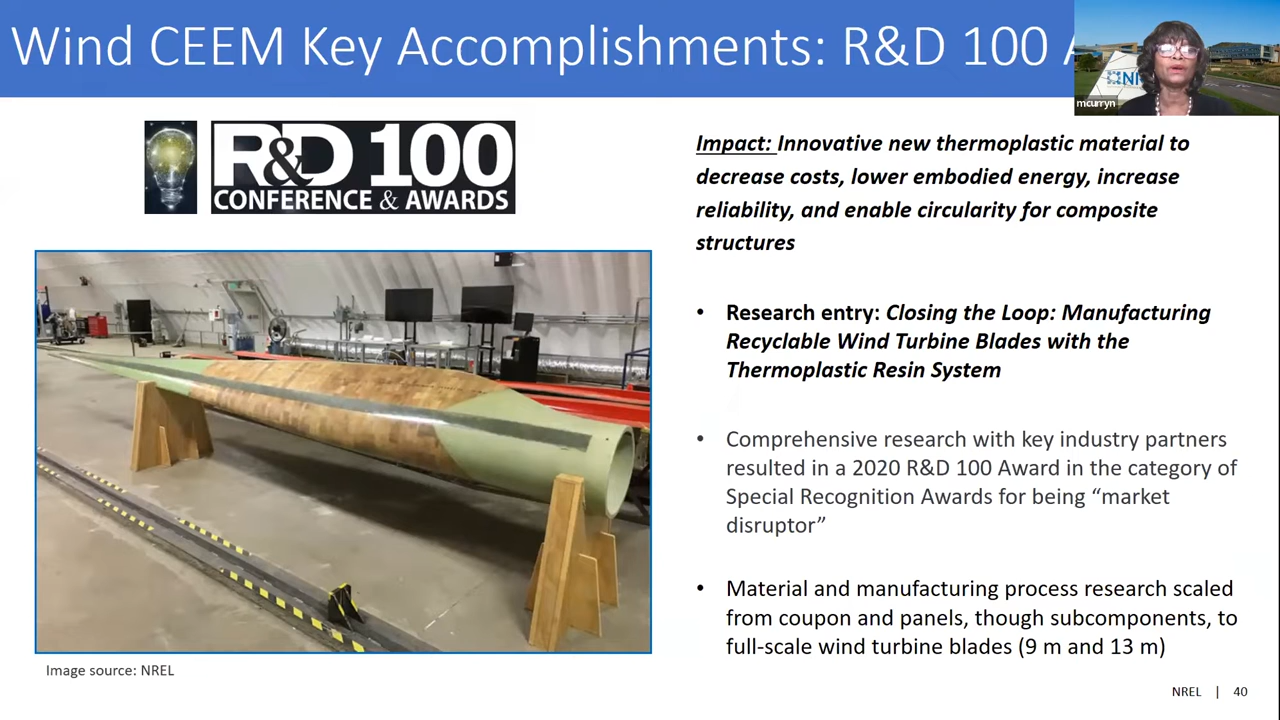 Wind CEEM Key Accomplishments: R&D 100
mcurryn
R&D 100
CONFERENCE & AWARDS
Impact: Innovative new thermoplastic material to
decrease costs, lower embodied energy, increase
reliability, and enable circularity for composite
structures
• Research entry: Closing the Loop: Manufacturing
Recyclable Wind Turbine Blades with the
Thermoplastic Resin System
• Comprehensive research with key industry partners
resulted in a 2020 R&D 100 Award in the category of
Special Recognition Awards for being “market
disruptor”
• Material and manufacturing process research scaled
from coupon and panels, though subcomponents, to
full-scale wind turbine blades (9 m and 13 m)
Image source: NREL
NREL | 40